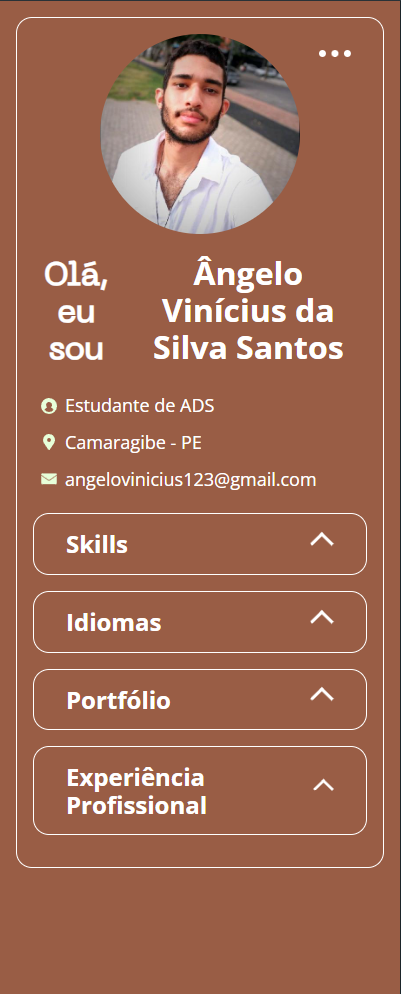 Olá,
eu
sou
Ângelo
Vinícius da
Silva Santos
Estudante de ADS
Camaragibe - PE
angelovinicius123@gmail.com
Skills
Idiomas
Portfólio
Experiência
Profissional